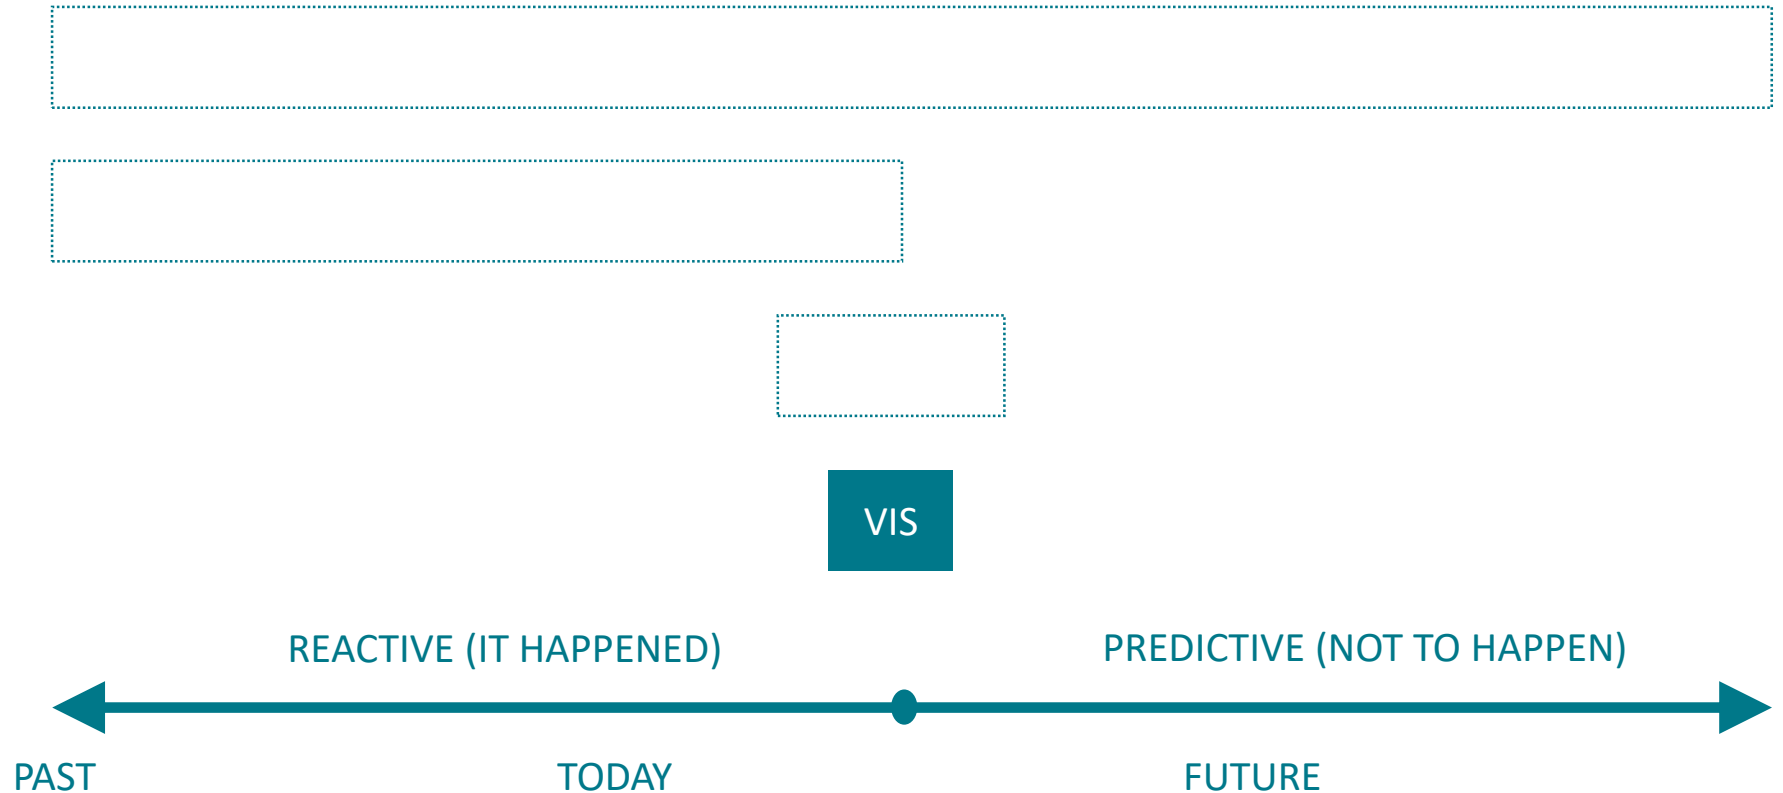 VIS
REACTIVE (IT HAPPENED) PREDICTIVE (NOT TO HAPPEN)
PAST TODAY FUTURE